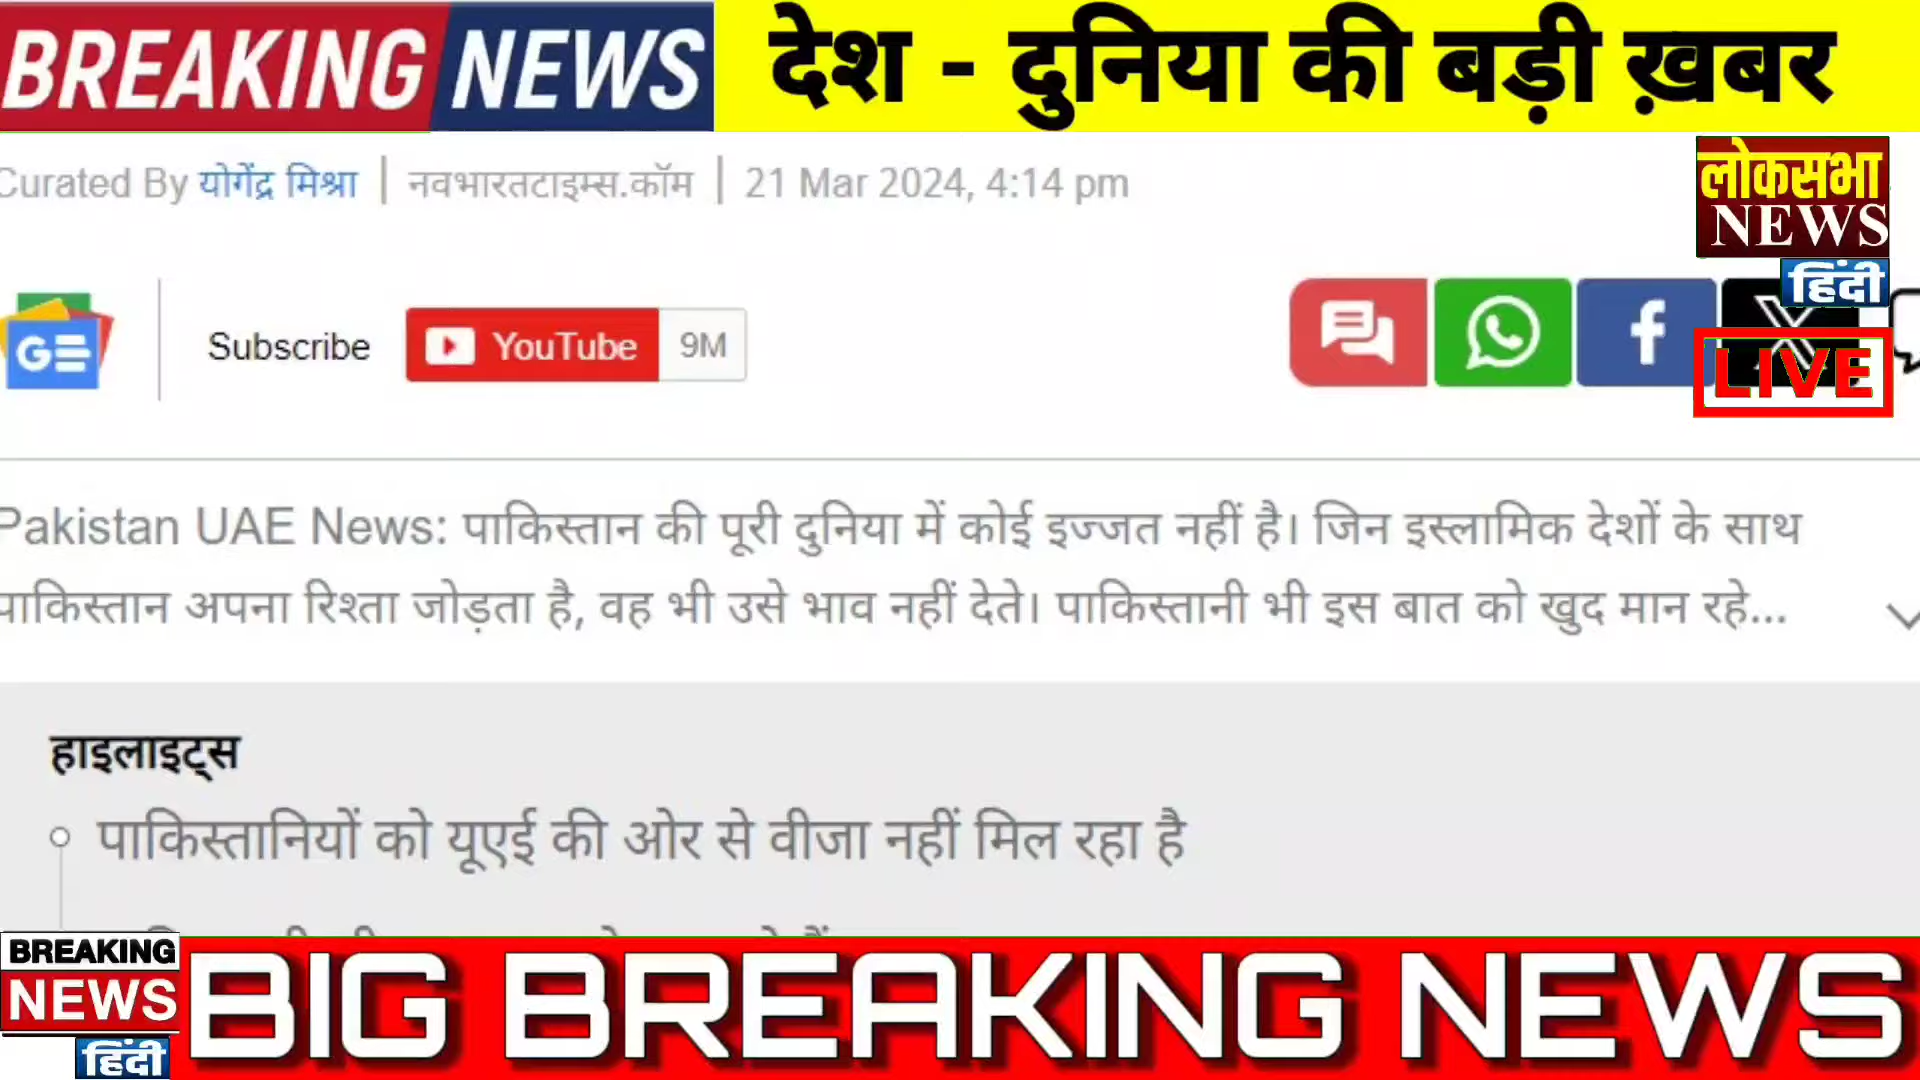 BREAKING NEWS देश - दुनिया की बड़ी ख़बर
Curated By योगेंद्र मिश्रा | नवभारतटाइम्स.कॉम | 21 Mar 2024, 4:14 pm
लोकसभा
NEWS
हिंदी
GE Subscribe YouTube 9M
LIVE
Pakistan UAE News: पाकिस्तान की पूरी दुनिया में कोई इज्जत नहीं है। जिन इस्लामिक देशों के साथ
पाकिस्तान अपना रिश्ता जोड़ता है, वह भी उसे भाव नहीं देते। पाकिस्तानी भी इस बात को खुद मान रहे...
हाइलाइट्स
पाकिस्तानियों को यूएई की ओर से वीजा नहीं मिल रहा है
BREAKING
NEWS
हिंदी
BIG BREAKING NEWS